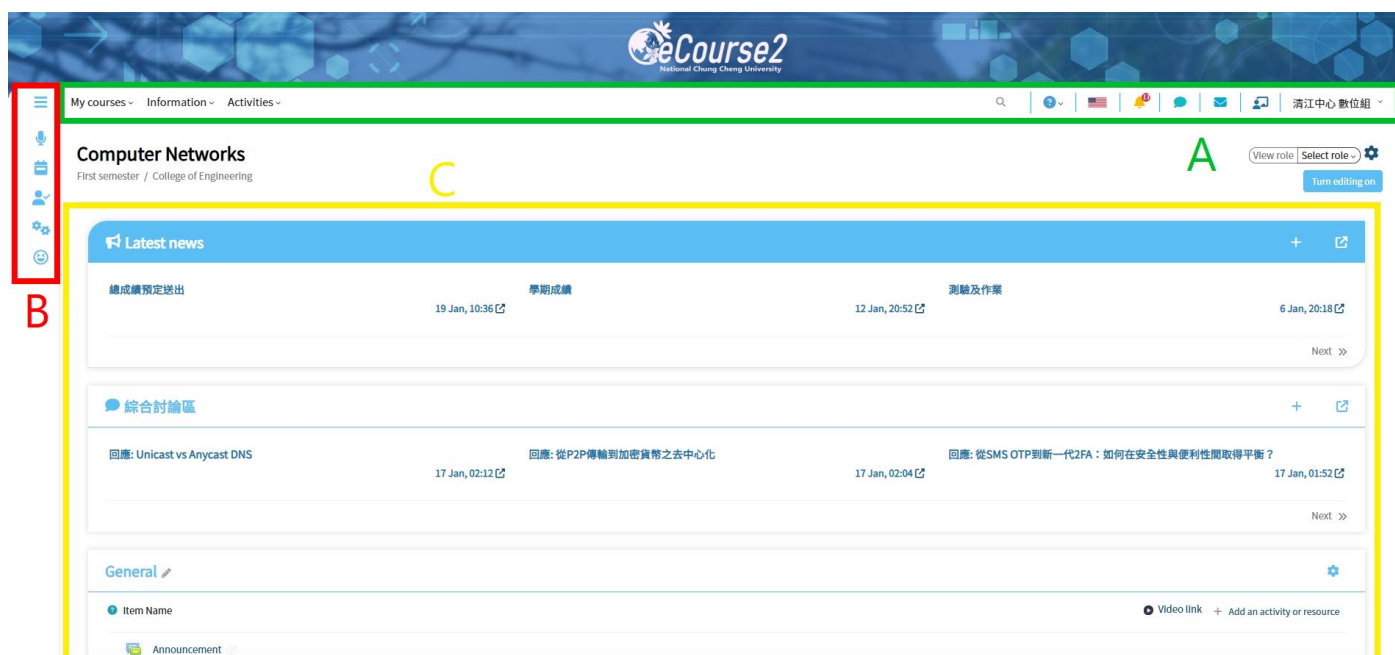 eCourse2
National Chung Cheng University
My courses Information Activities
清江中心 數位組
A
Computer Networks
View role Select role
First semester / College of Engineering
C
Turn editing on
Latest news
B
總成績預定送出 學期成績 測驗及作業
19 Jan, 10:36 12 Jan, 20:52 6 Jan, 20:18
Next »
綜合討論區
回應: Unicast vs Anycast DNS 回應: 從P2P傳輸到加密貨幣之去中心化 回應: 從SMS OTP到新一代2FA：如何在安全性與便利性間取得平衡？
17 Jan, 02:12 17 Jan, 02:04 17 Jan, 01:52
Next »
General
Item Name Video link + Add an activity or resource
Announcement